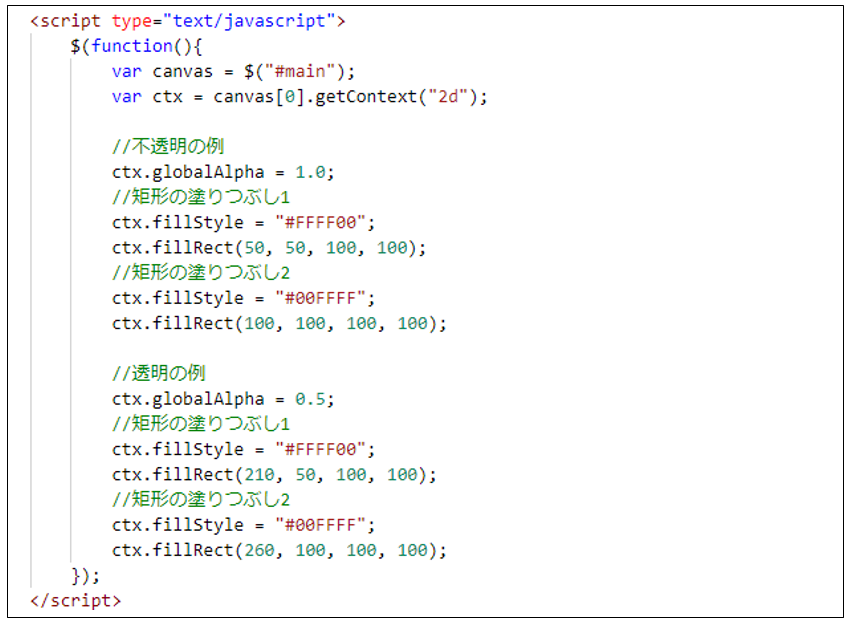 <script type="text/javascript">
$(function(){
var canvas = $("#main");
var ctx = canvas[0].getContext("2d");
//不透明の例
ctx.globalAlpha = 1.0;
//矩形の塗りつぶし1
ctx.fillStyle = "#FFFF00";
ctx.fillRect(50, 50, 100, 100);
//矩形の塗りつぶし2
ctx.fillStyle = "#00FFFF";
ctx.fillRect(100, 100, 100, 100);
//透明の例
ctx.globalAlpha = 0.5;
//矩形の塗りつぶし1
ctx.fillStyle = "#FFFF00";
ctx.fillRect(210, 50, 100, 100);
//矩形の塗りつぶし2
ctx.fillStyle = "#00FFFF";
ctx.fillRect(260, 100, 100, 100);
});
</script>